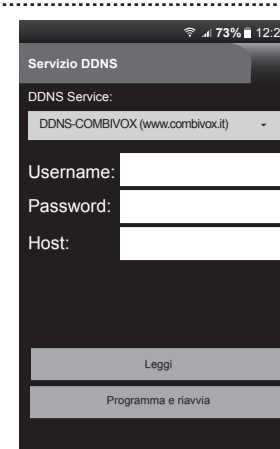 73% 12:2
Servizio DDNS
DDNS Service:
DDNS-COMBIVOX (www.combivox.it)
Username:
Password:
Host:
Leggi
Programma e riavvia